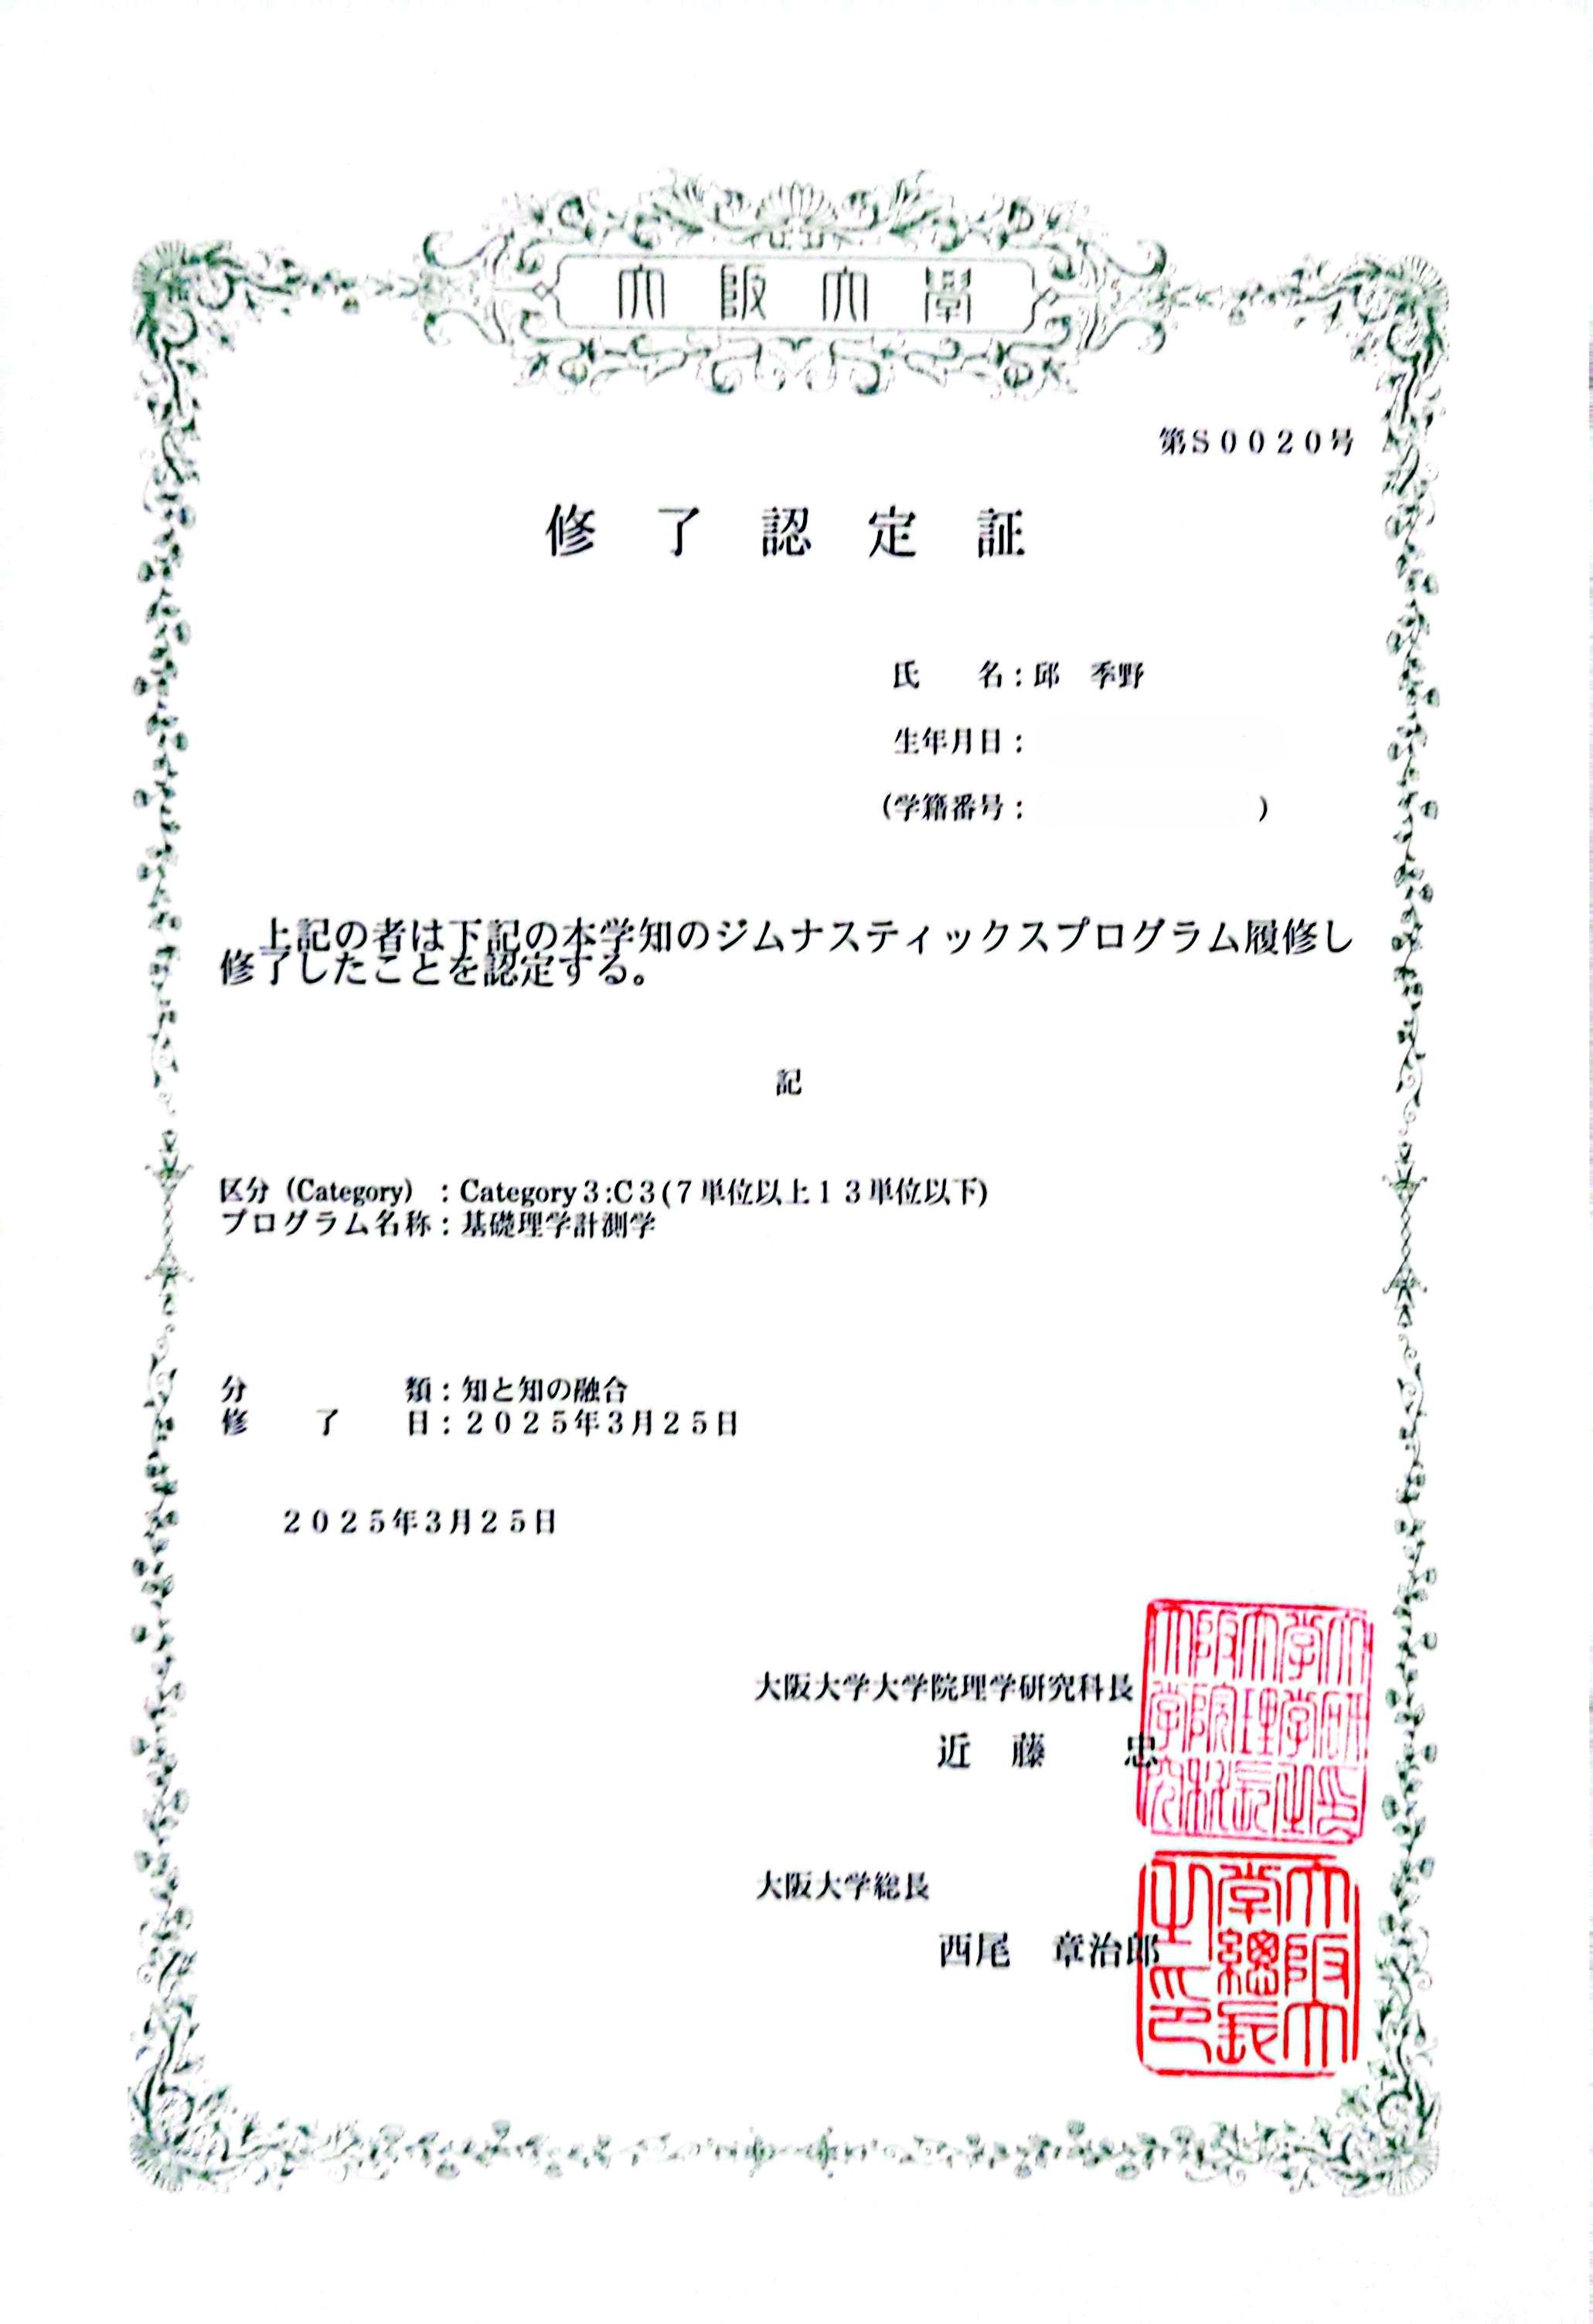 大阪大學
第S0020号
修了認定証
氏　名：邱　季野
生年月日：
(学籍番号：　　　)
上記の者は下記の本学知のジムナスティックスプログラム履修し
修了したことを認定する。
記
区分（Category）：Category3:C3(7単位以上13単位以下)
プログラム名称：基礎理学計測学
分類：知と知の融合
修了日：2025年3月25日
2025年3月25日
大阪大学大学院理学研究科長
近藤　忠
大阪大学大学院理学研究科長之印
大阪大学総長
西尾　章治郎
大阪大学總長之印